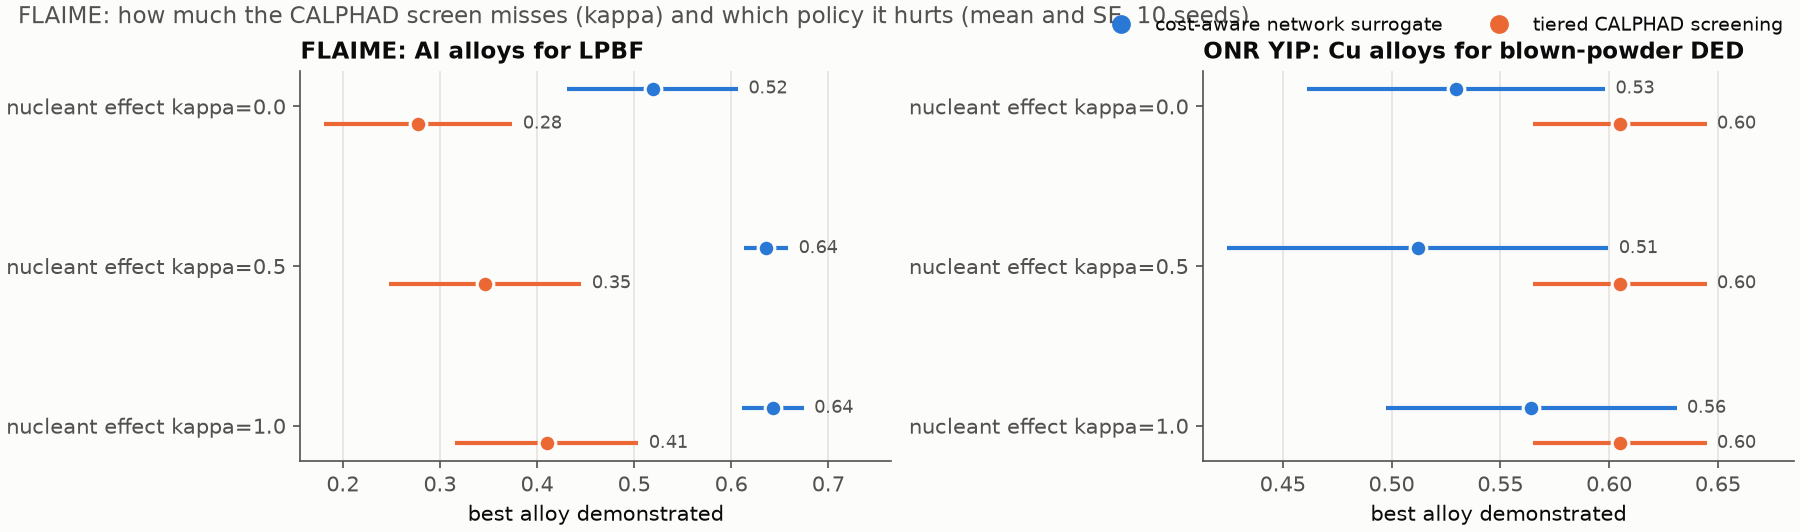 FLAIME: how much the CALPHAD screen misses (kappa) and which policy it hurts (mean and SE, 10 seeds)
cost-aware network surrogate
tiered CALPHAD screening
FLAIME: Al alloys for LPBF
nucleant effect kappa=0.0
0.52
0.28
nucleant effect kappa=0.5
0.64
0.35
nucleant effect kappa=1.0
0.64
0.41
0.2 0.3 0.4 0.5 0.6 0.7
best alloy demonstrated
ONR YIP: Cu alloys for blown-powder DED
nucleant effect kappa=0.0
0.53
0.60
nucleant effect kappa=0.5
0.51
0.60
nucleant effect kappa=1.0
0.56
0.60
0.45 0.50 0.55 0.60 0.65
best alloy demonstrated